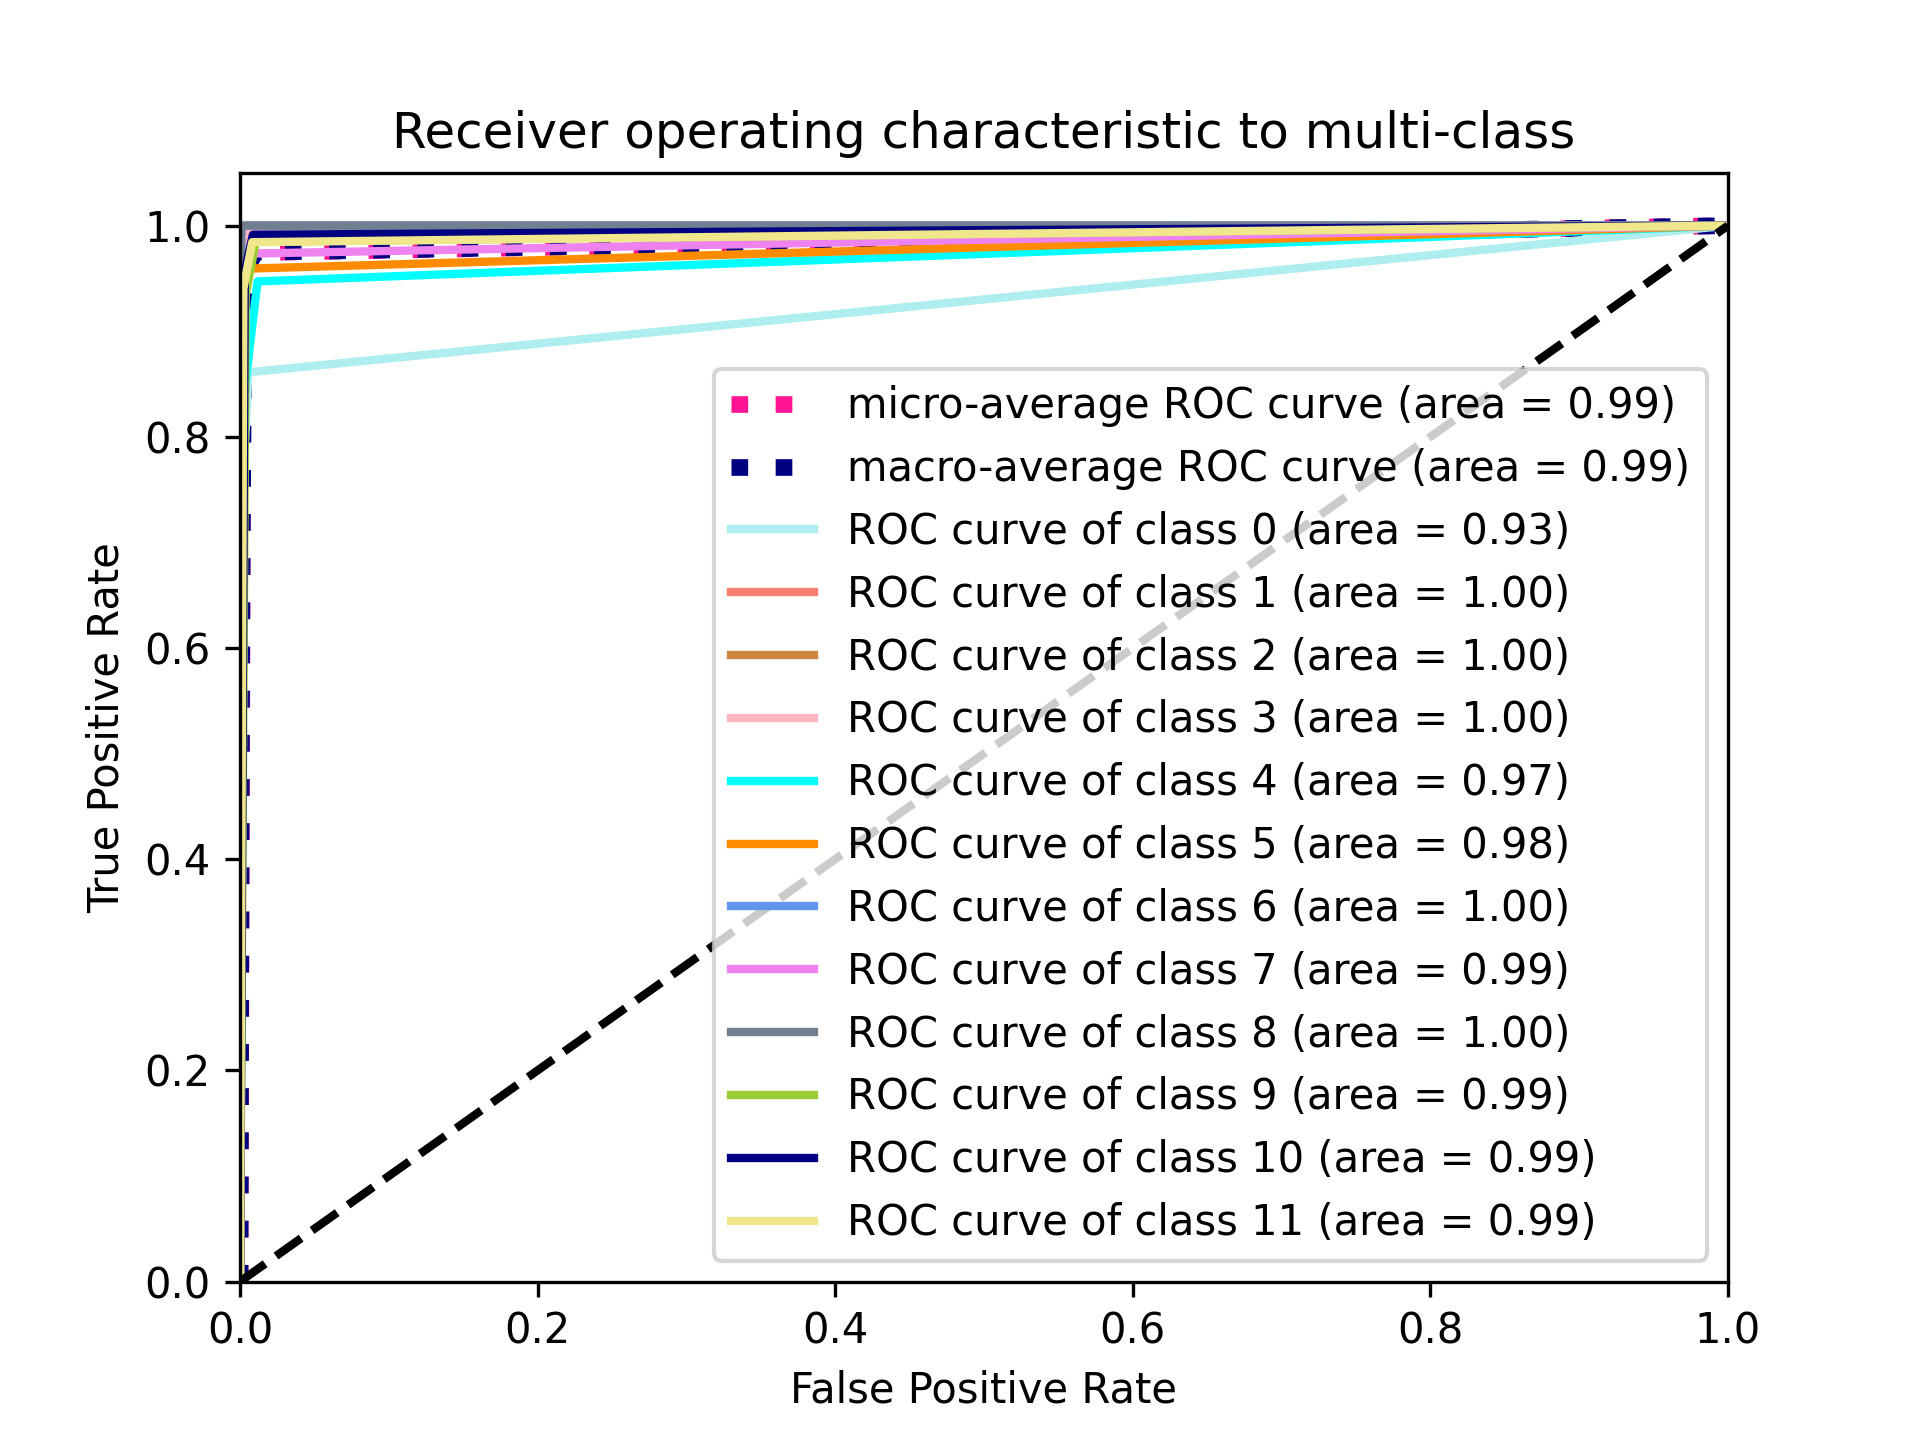 Receiver operating characteristic to multi-class
1.0
0.8
0.6
0.4
0.2
0.0
True Positive Rate
micro-average ROC curve (area = 0.99)
macro-average ROC curve (area = 0.99)
ROC curve of class 0 (area = 0.93)
ROC curve of class 1 (area = 1.00)
ROC curve of class 2 (area = 1.00)
ROC curve of class 3 (area = 1.00)
ROC curve of class 4 (area = 0.97)
ROC curve of class 5 (area = 0.98)
ROC curve of class 6 (area = 1.00)
ROC curve of class 7 (area = 0.99)
ROC curve of class 8 (area = 1.00)
ROC curve of class 9 (area = 0.99)
ROC curve of class 10 (area = 0.99)
ROC curve of class 11 (area = 0.99)
0.0 0.2 0.4 0.6 0.8 1.0
False Positive Rate